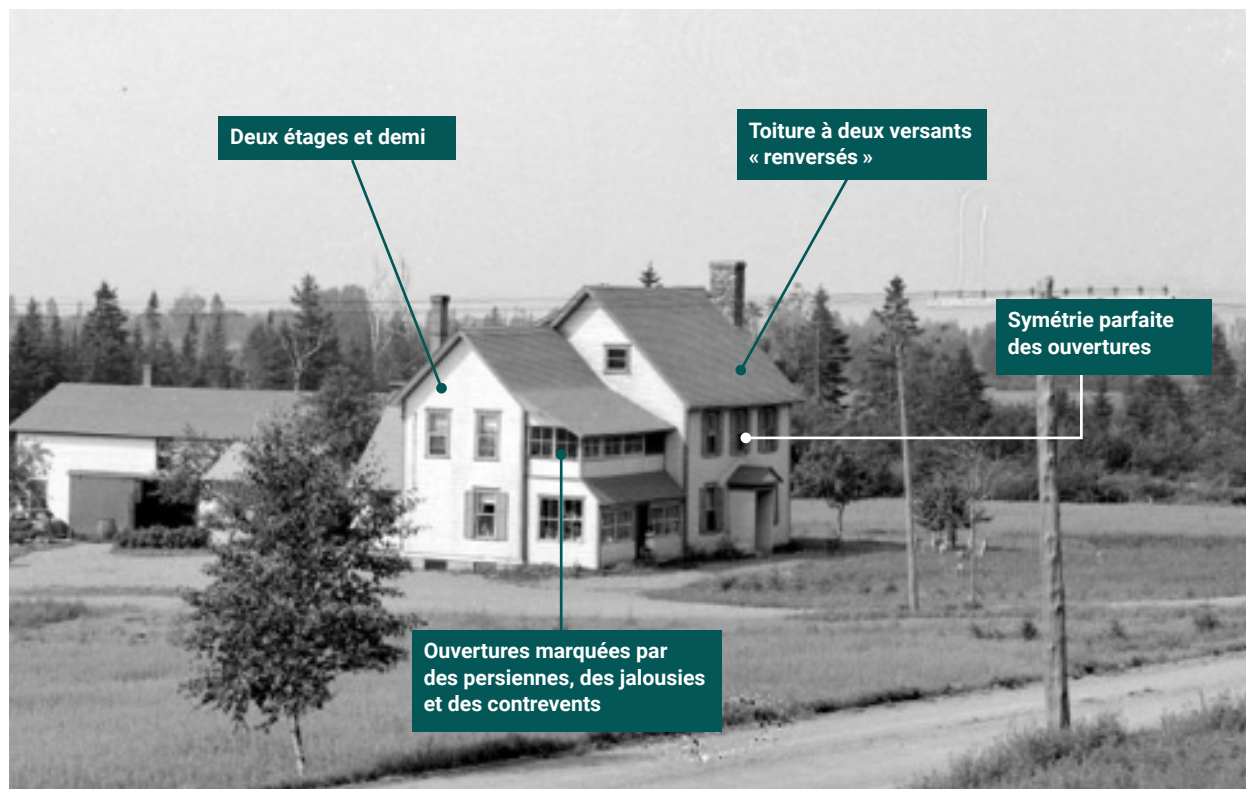 Deux étages et demi
Toiture à deux versants
« renversés »
Symétrie parfaite
des ouvertures
Ouvertures marquées par
des persiennes, des jalousies
et des contrevents